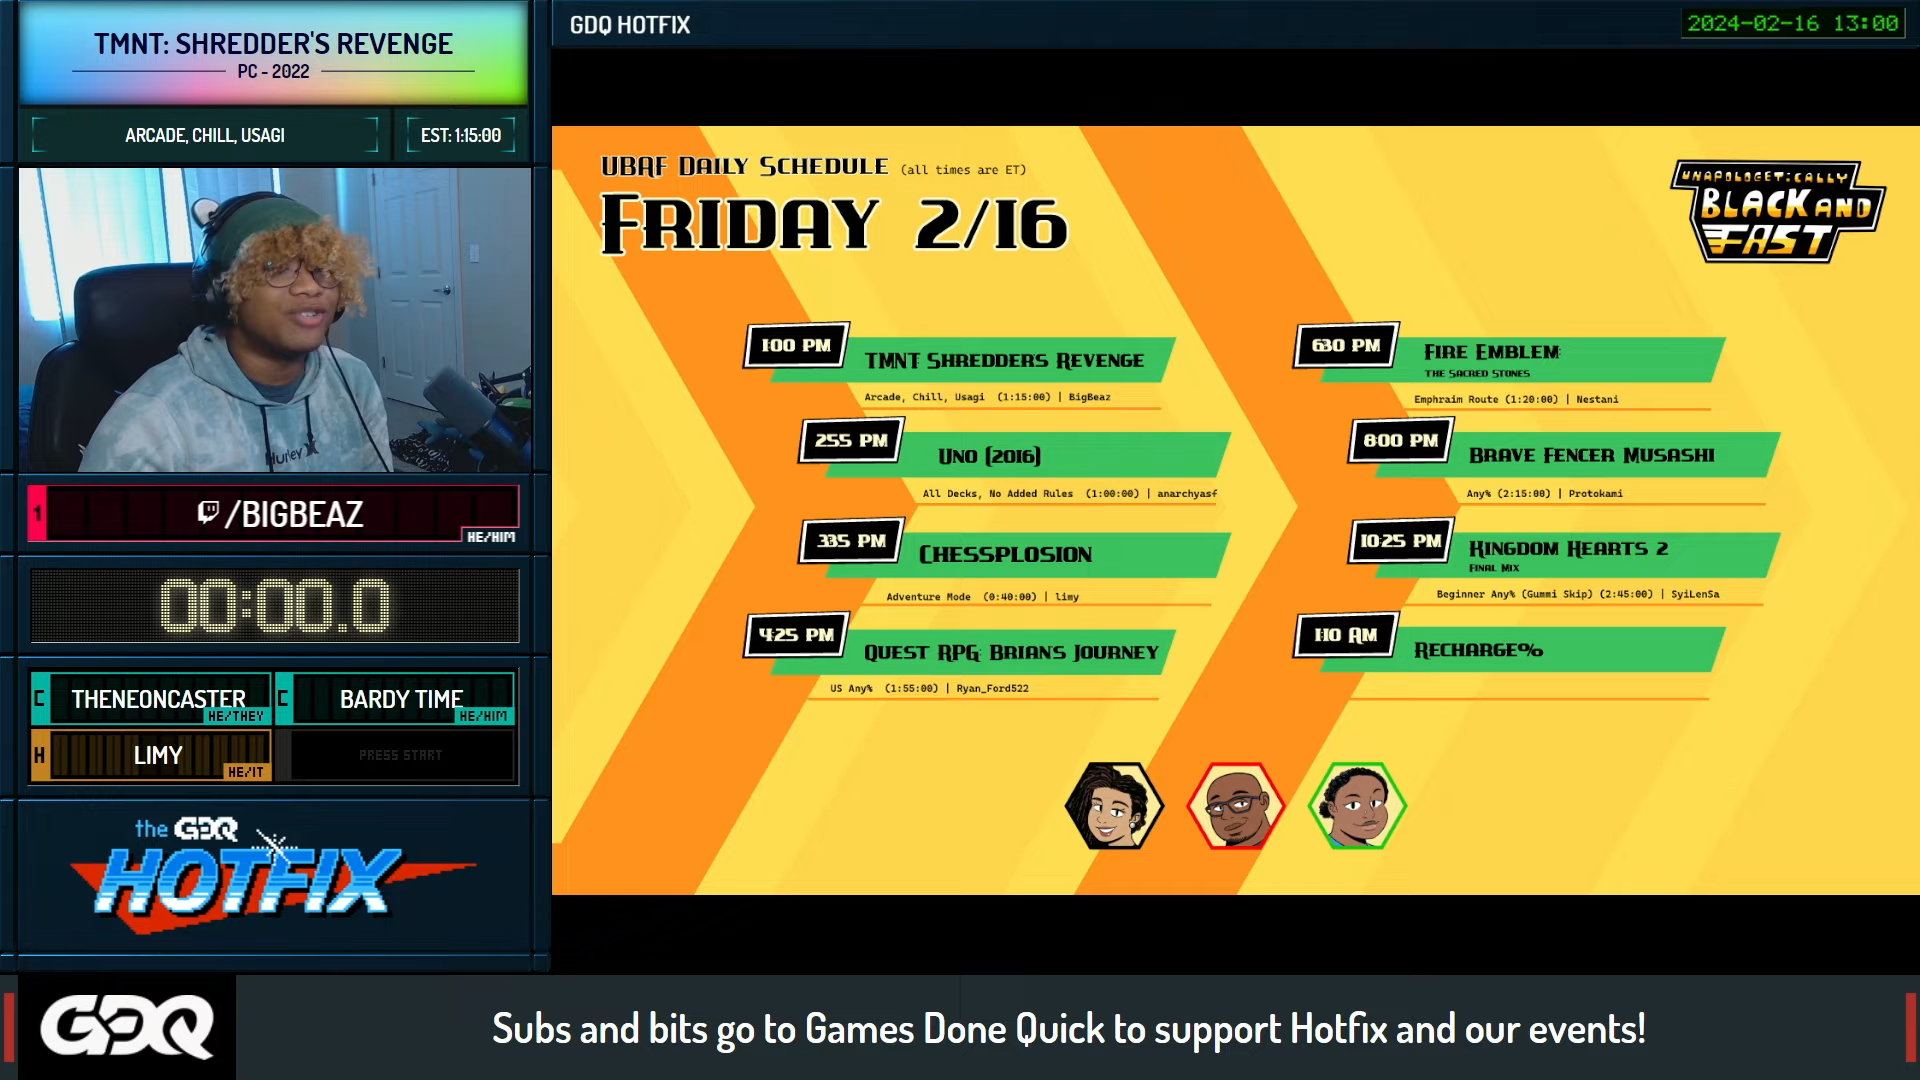 TMNT: SHREDDER'S REVENGE
PC - 2022
ARCADE, CHILL, USAGI
EST: 1:15:00
Hurley
1
/BIGBEAZ
HE/HIM
00:00.0
C
THENEONCASTER
HE/THEY
C
BARDY TIME
HE/HIM
H
LIMY
HE/IT
PRESS START
the GDQ
HOTFIX
GDQ HOTFIX
2024-02-16 13:00
UBAF DAILY SCHEDULE (all times are ET)
FRIDAY 2/16
UNAPOLOGETICALLY
BLACK AND
FAST
1:00 PM
TMNT SHREDDERS REVENGE
Arcade, Chill, Usagi (1:15:00) | BigBeaz
2:55 PM
UNO (2016)
All Decks, No Added Rules (1:00:00) | anarchyasf
3:35 PM
CHESSPLOSION
Adventure Mode (0:40:00) | limy
4:25 PM
QUEST RPG: BRIANS JOURNEY
US Any% (1:55:00) | Ryan_Ford522
6:30 PM
FIRE EMBLEM:
THE SACRED STONES
Emphraim Route (1:20:00) | Nestani
8:00 PM
BRAVE FENCER MUSASHI
Any% (2:15:00) | Protokami
10:25 PM
KINGDOM HEARTS 2
FINAL MIX
Beginner Any% (Gummi Skip) (2:45:00) | SyiLenSa
1:10 AM
RECHARGE%
GDQ
Subs and bits go to Games Done Quick to support Hotfix and our events!